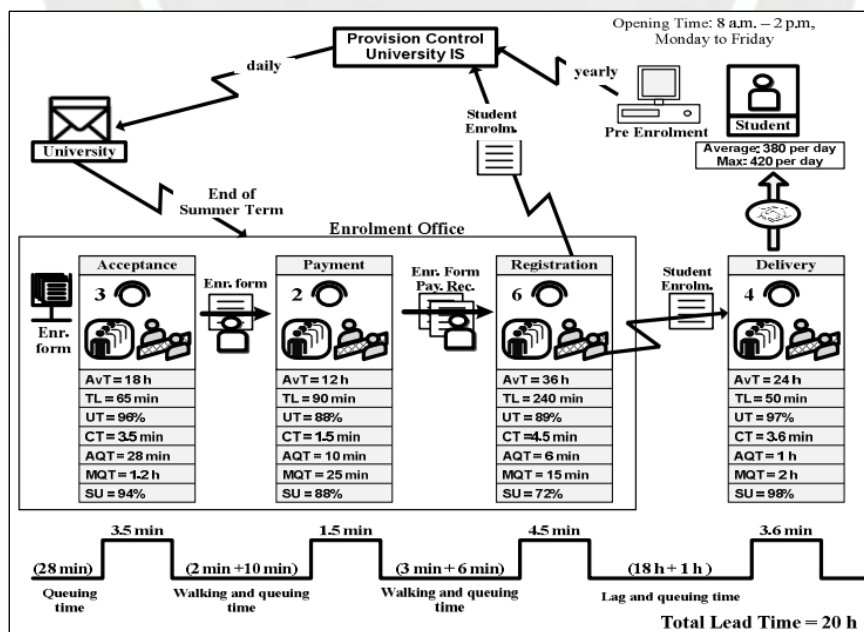 Opening Time: 8 a.m. – 2 p.m,
Monday to Friday
Provision Control
University IS
daily
yearly
Student
Enrolm.
Pre Enrolment
Student
Average: 380 per day
Max: 420 per day
University
End of
Summer Term
Enrolment Office
Enr.
form
Acceptance
3
AvT = 18 h
TL = 65 min
UT = 96%
CT = 3.5 min
AQT = 28 min
MQT = 1.2 h
SU = 94%
Enr. form
Payment
2
AvT = 12 h
TL = 90 min
UT = 88%
CT = 1.5 min
AQT = 10 min
MQT = 25 min
SU = 88%
Enr. Form
Pay. Rec.
Registration
6
AvT = 36 h
TL = 240 min
UT = 89%
CT =4.5 min
AQT = 6 min
MQT = 15 min
SU = 72%
Student
Enrolm.
Delivery
4
AvT = 24 h
TL = 50 min
UT = 97%
CT = 3.6 min
AQT = 1 h
MQT = 2 h
SU = 98%
3.5 min
1.5 min
4.5 min
3.6 min
(28 min)
(2 min +10 min)
(3 min + 6 min)
(18 h + 1 h )
Queuing
time
Walking and queuing
time
Walking and queuing
time
Lag and queuing time
Total Lead Time = 20 h